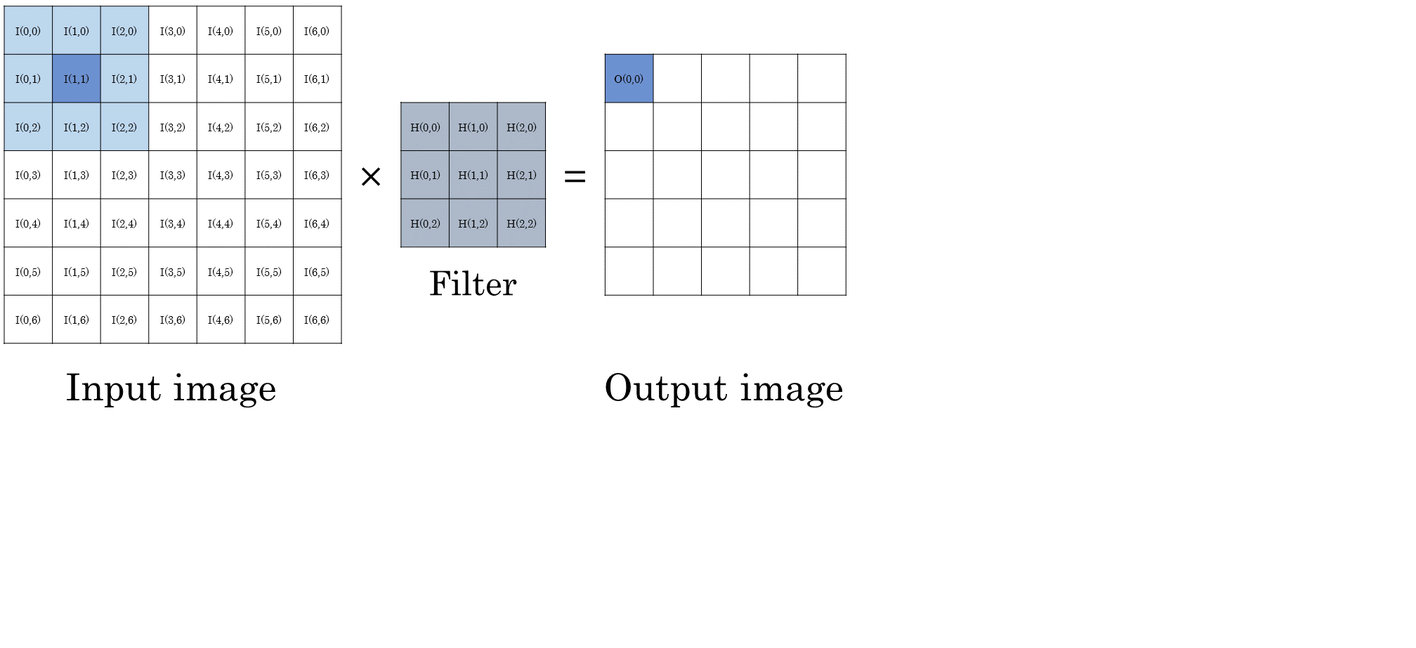 I(0,0) I(1,0) I(2,0) I(3,0) I(4,0) I(5,0) I(6,0)
I(0,1) I(1,1) I(2,1) I(3,1) I(4,1) I(5,1) I(6,1)
I(0,2) I(1,2) I(2,2) I(3,2) I(4,2) I(5,2) I(6,2)
I(0,3) I(1,3) I(2,3) I(3,3) I(4,3) I(5,3) I(6,3)
I(0,4) I(1,4) I(2,4) I(3,4) I(4,4) I(5,4) I(6,4)
I(0,5) I(1,5) I(2,5) I(3,5) I(4,5) I(5,5) I(6,5)
I(0,6) I(1,6) I(2,6) I(3,6) I(4,6) I(5,6) I(6,6)
Input image
×
H(0,0) H(1,0) H(2,0)
H(0,1) H(1,1) H(2,1)
H(0,2) H(1,2) H(2,2)
Filter
=
O(0,0)
Output image